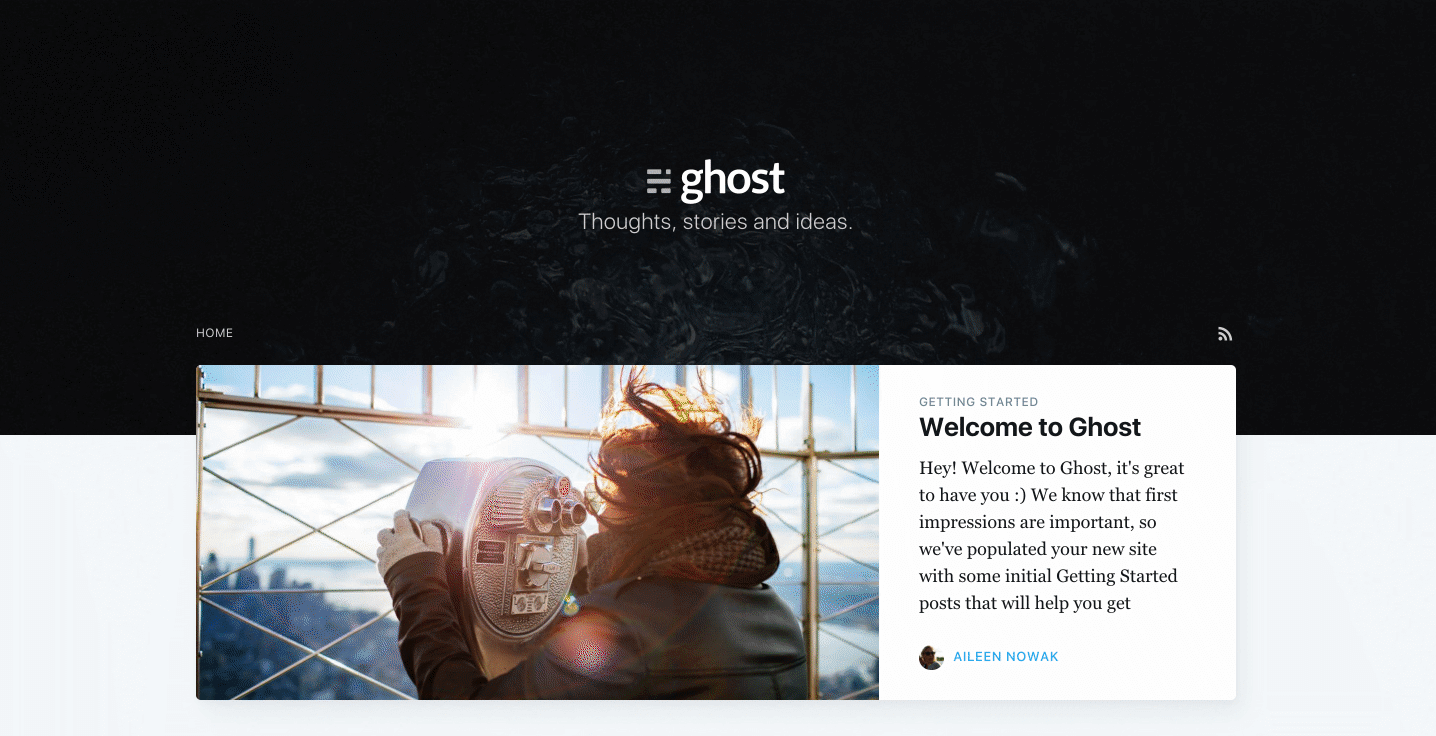 ghost
Thoughts, stories and ideas.
HOME
GETTING STARTED
Welcome to Ghost
Hey! Welcome to Ghost, it's great
to have you :) We know that first
impressions are important, so
we've populated your new site
with some initial Getting Started
posts that will help you get
AILEEN NOWAK